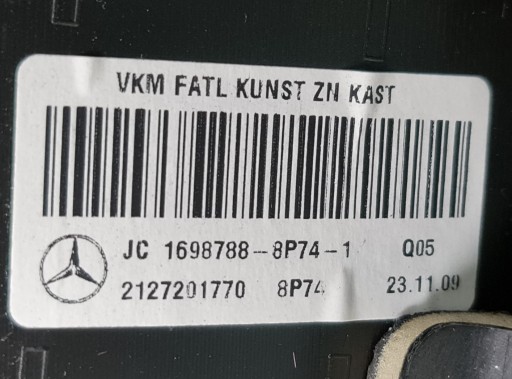 VKM FATL KUNST ZN KAST
JC 1698788-8P74-1 Q05
2127201770 8P74 23.11.09